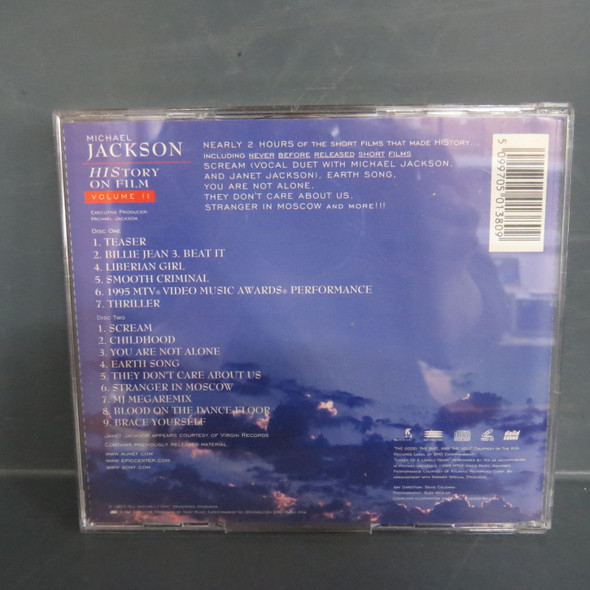 MICHAEL
JACKSON
HIStory
ON FILM
VOLUME II
EXECUTIVE PRODUCER:
MICHAEL JACKSON
NEARLY 2 HOURS OF THE SHORT FILMS THAT MADE HIStory...
INCLUDING NEVER BEFORE RELEASED SHORT FILMS
SCREAM (VOCAL DUET WITH MICHAEL JACKSON,
AND JANET JACKSON), EARTH SONG,
YOU ARE NOT ALONE,
THEY DON'T CARE ABOUT US,
STRANGER IN MOSCOW AND MORE!!!
5 099705 013809
DISC ONE
1. TEASER
2. BILLIE JEAN 3. BEAT IT
4. LIBERIAN GIRL
5. SMOOTH CRIMINAL
6. 1995 MTV® VIDEO MUSIC AWARDS® PERFORMANCE
7. THRILLER
DISC TWO
1. SCREAM
2. CHILDHOOD
3. YOU ARE NOT ALONE
4. EARTH SONG
5. THEY DON'T CARE ABOUT US
6. STRANGER IN MOSCOW
7. MJ MEGAREMIX
8. BLOOD ON THE DANCE FLOOR
9. BRACE YOURSELF
JANET JACKSON APPEARS COURTESY OF VIRGIN RECORDS
CONTAINS PREVIOUSLY RELEASED MATERIAL
WWW.MJNET.COM
WWW.EPICCENTER.COM
WWW.SONY.COM